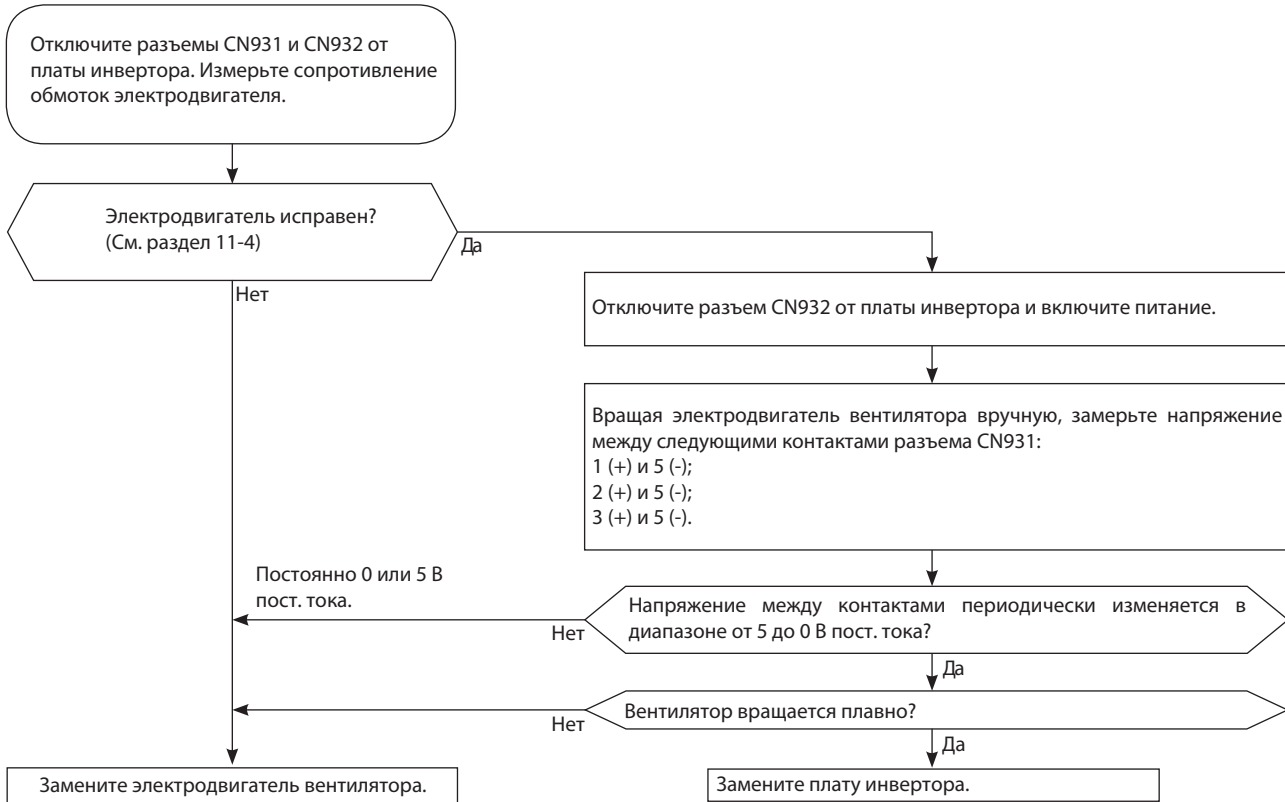 Отключите разъемы CN931 и CN932 от
платы инвертора. Измерьте сопротивление
обмоток электродвигателя.
Электродвигатель исправен?
(См. раздел 11-4)
Да
Нет
Отключите разъем CN932 от платы инвертора и включите питание.
Вращая электродвигатель вентилятора вручную, замерьте напряжение
между следующими контактами разъема CN931:
1 (+) и 5 (-);
2 (+) и 5 (-);
3 (+) и 5 (-).
Постоянно 0 или 5 В
пост. тока.
Напряжение между контактами периодически изменяется в
диапазоне от 5 до 0 В пост. тока?
Нет
Да
Вентилятор вращается плавно?
Нет
Да
Замените электродвигатель вентилятора.
Замените плату инвертора.